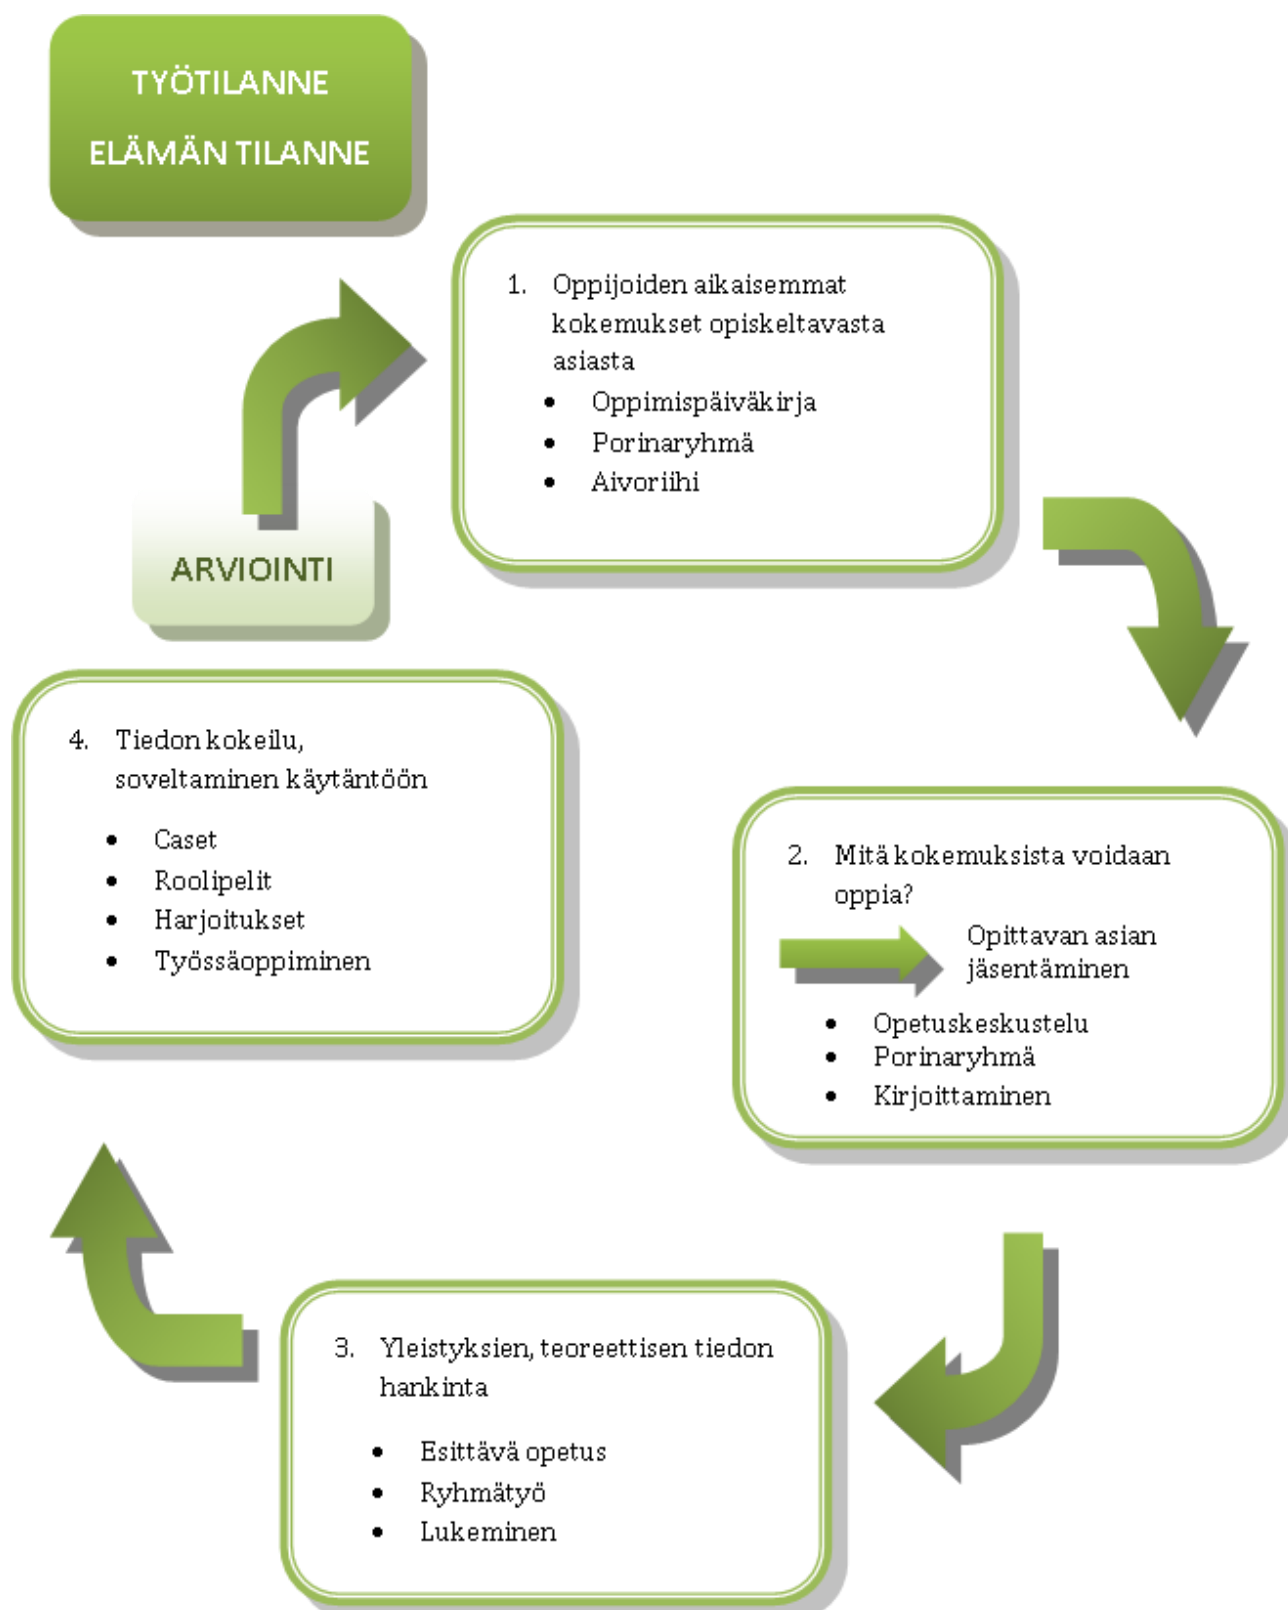 TYÖTILANNE
ELÄMÄN TILANNE
1. Oppijoiden aikaisemmat
kokemukset opiskeltavasta
asiasta
• Oppimispäiväkirja
• Porinaryhmä
• Aivoriihi
ARVIOINTI
2. Mitä kokemuksista voidaan
oppia?
Opittavan asian
jäsentäminen
• Opetuskeskustelu
• Porinaryhmä
• Kirjoittaminen
3. Yleistyksien, teoreettisen tiedon
hankinta
• Esittävä opetus
• Ryhmätyö
• Lukeminen
4. Tiedon kokeilu,
soveltaminen käytäntöön
• Caset
• Roolipelit
• Harjoitukset
• Työssäoppiminen